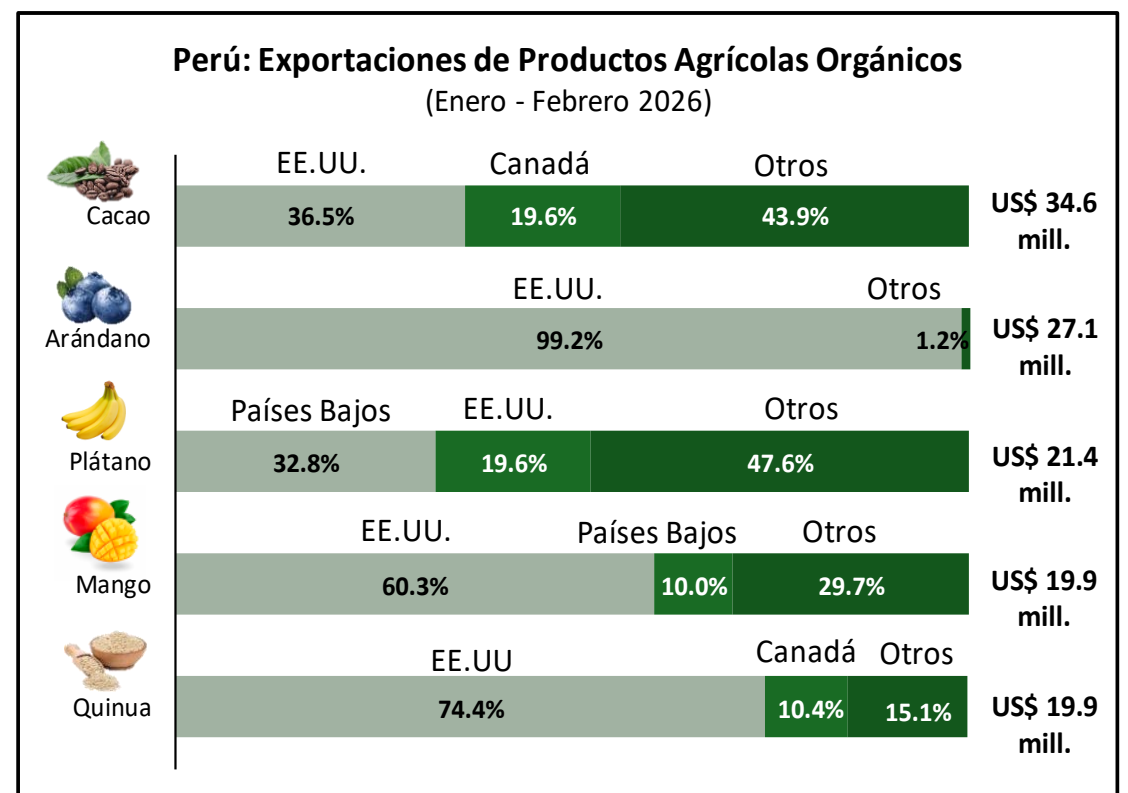 Perú: Exportaciones de Productos Agrícolas Orgánicos
(Enero - Febrero 2026)
EE.UU. Canadá Otros
Cacao 36.5% 19.6% 43.9% US$ 34.6
mill.
EE.UU. Otros
Arándano 99.2% 1.2% US$ 27.1
mill.
Países Bajos EE.UU. Otros
Plátano 32.8% 19.6% 47.6% US$ 21.4
mill.
EE.UU. Países Bajos Otros
Mango 60.3% 10.0% 29.7% US$ 19.9
mill.
EE.UU Canadá Otros
Quinua 74.4% 10.4% 15.1% US$ 19.9
mill.